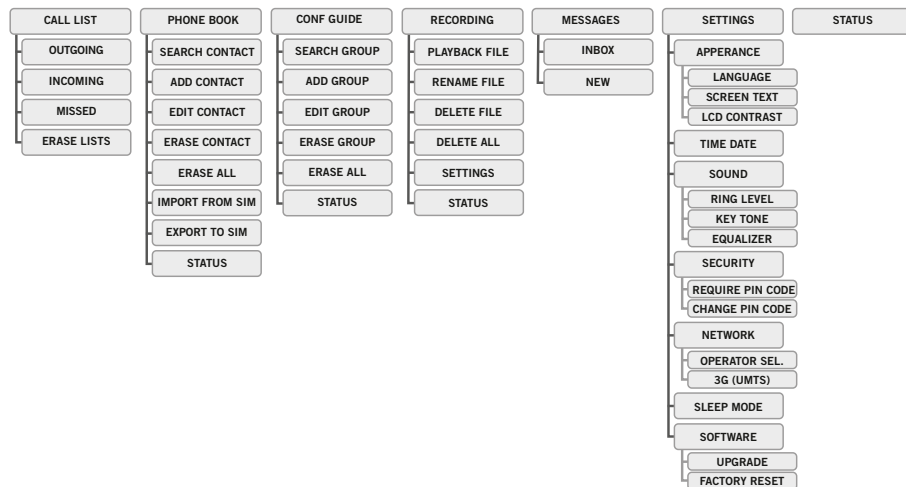 CALL LIST
OUTGOING
INCOMING
MISSED
ERASE LISTS
PHONE BOOK
SEARCH CONTACT
ADD CONTACT
EDIT CONTACT
ERASE CONTACT
ERASE ALL
IMPORT FROM SIM
EXPORT TO SIM
STATUS
CONF GUIDE
SEARCH GROUP
ADD GROUP
EDIT GROUP
ERASE GROUP
ERASE ALL
STATUS
RECORDING
PLAYBACK FILE
RENAME FILE
DELETE FILE
DELETE ALL
SETTINGS
STATUS
MESSAGES
INBOX
NEW
SETTINGS
APPERANCE
LANGUAGE
SCREEN TEXT
LCD CONTRAST
TIME DATE
SOUND
RING LEVEL
KEY TONE
EQUALIZER
SECURITY
REQUIRE PIN CODE
CHANGE PIN CODE
NETWORK
OPERATOR SEL.
3G (UMTS)
SLEEP MODE
SOFTWARE
UPGRADE
FACTORY RESET
STATUS